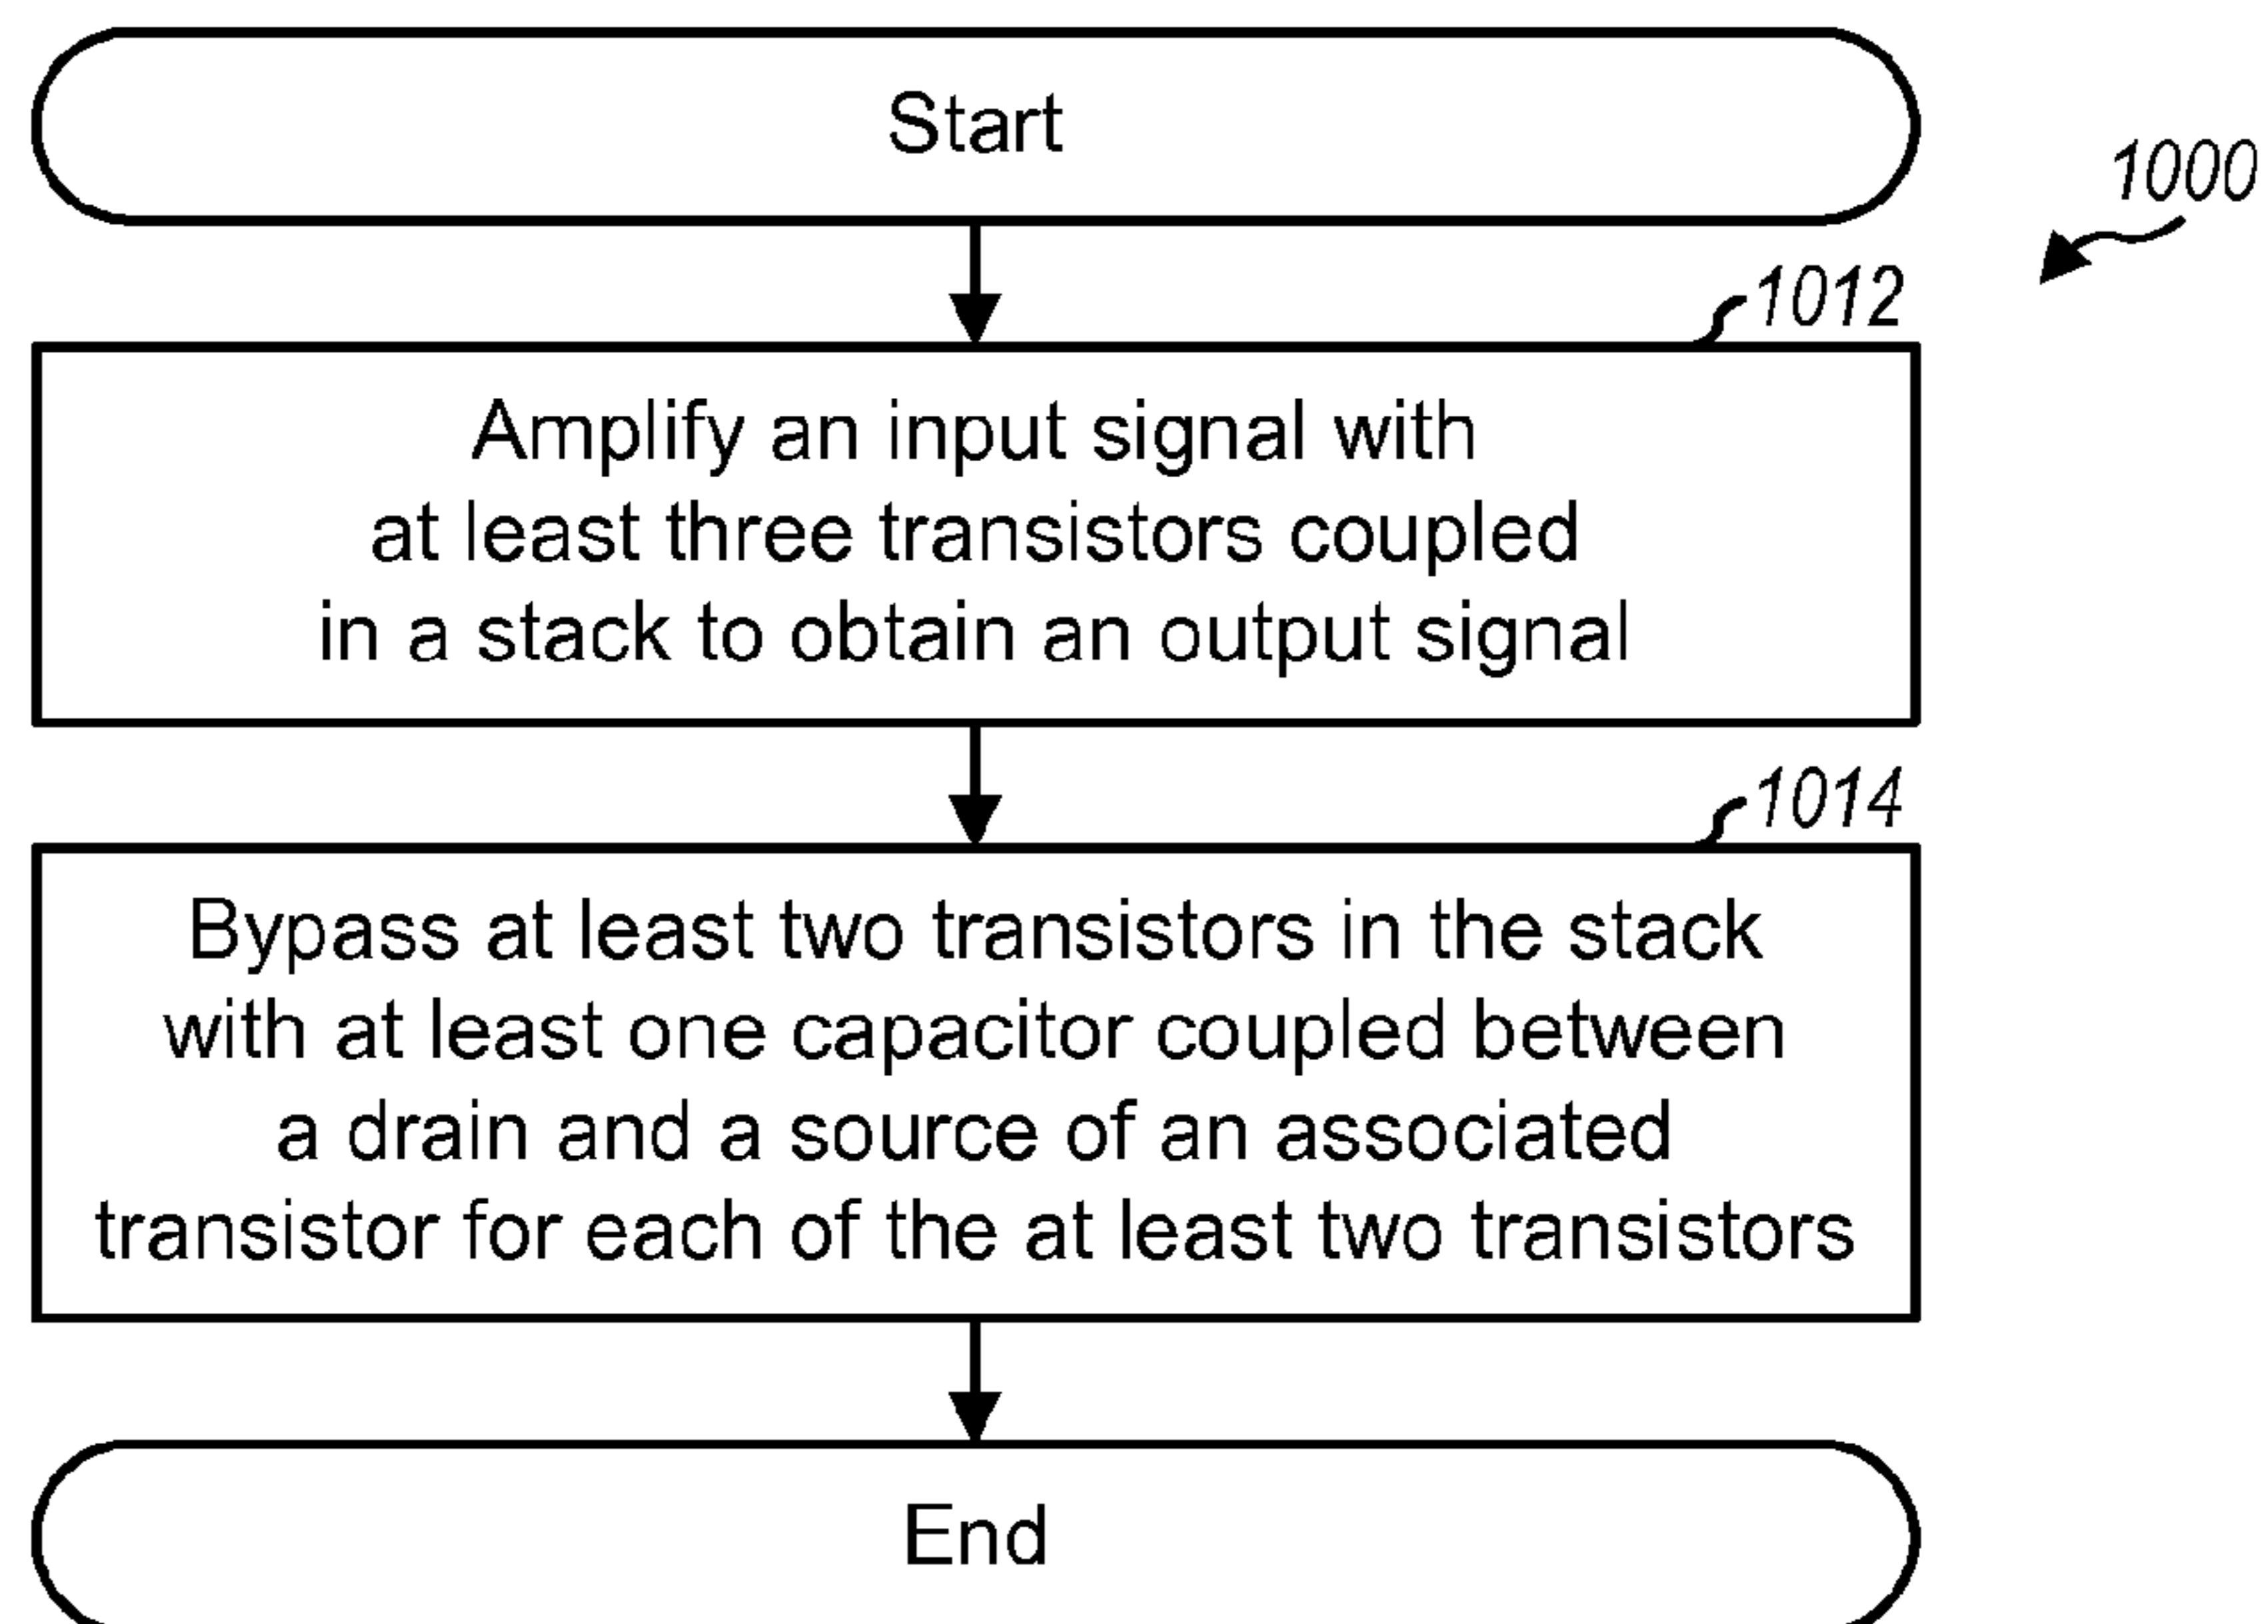 Start
1000
1012
Amplify an input signal with
at least three transistors coupled
in a stack to obtain an output signal
1014
Bypass at least two transistors in the stack
with at least one capacitor coupled between
a drain and a source of an associated
transistor for each of the at least two transistors
End